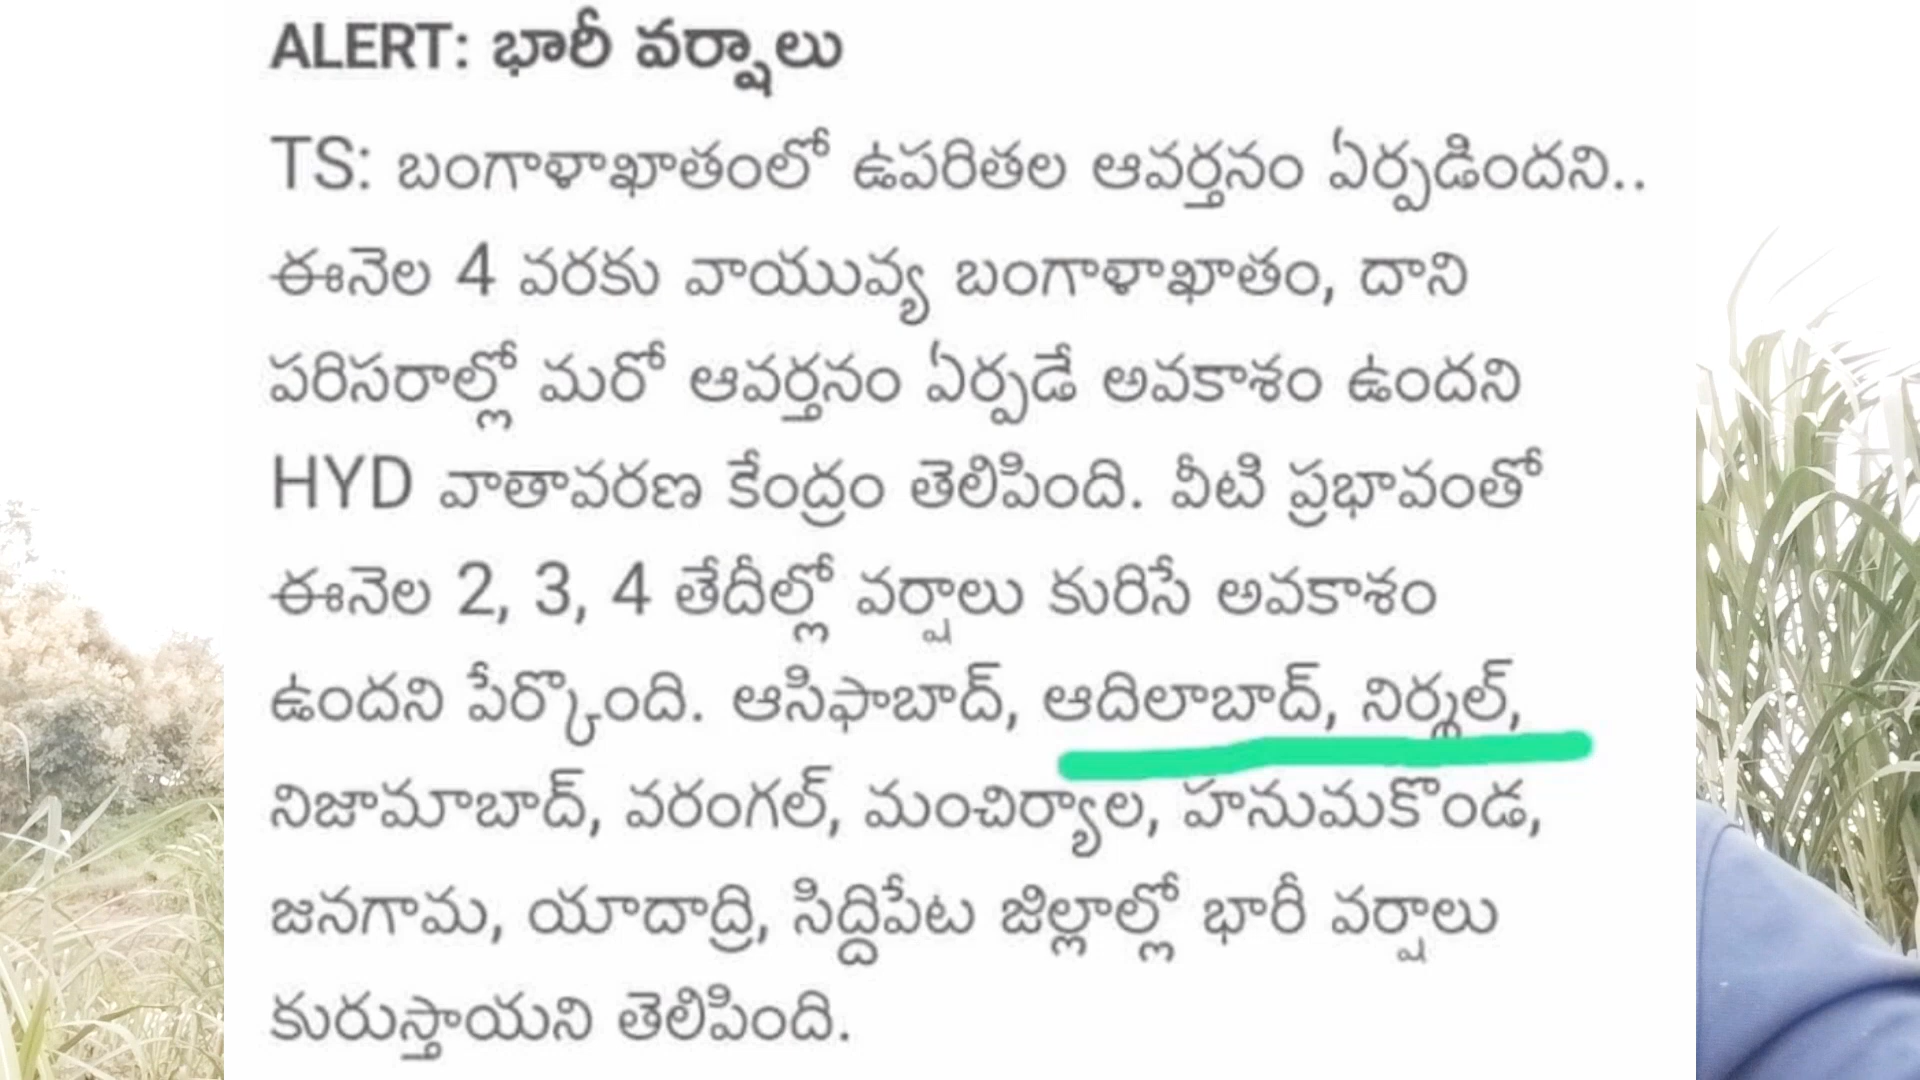 ALERT: భారీ వర్షాలు
TS: బంగాళాఖాతంలో ఉపరితల ఆవర్తనం ఏర్పడిందని..
ఈనెల 4 వరకు వాయువ్య బంగాళాఖాతం, దాని
పరిసరాల్లో మరో ఆవర్తనం ఏర్పడే అవకాశం ఉందని
HYD వాతావరణ కేంద్రం తెలిపింది. వీటి ప్రభావంతో
ఈనెల 2, 3, 4 తేదీల్లో వర్షాలు కురిసే అవకాశం
ఉందని పేర్కొంది. ఆసిఫాబాద్, ఆదిలాబాద్, నిర్మల్,
నిజామాబాద్, వరంగల్, మంచిర్యాల, హనుమకొండ,
జనగామ, యాదాద్రి, సిద్దిపేట జిల్లాల్లో భారీ వర్షాలు
కురుస్తాయని తెలిపింది.